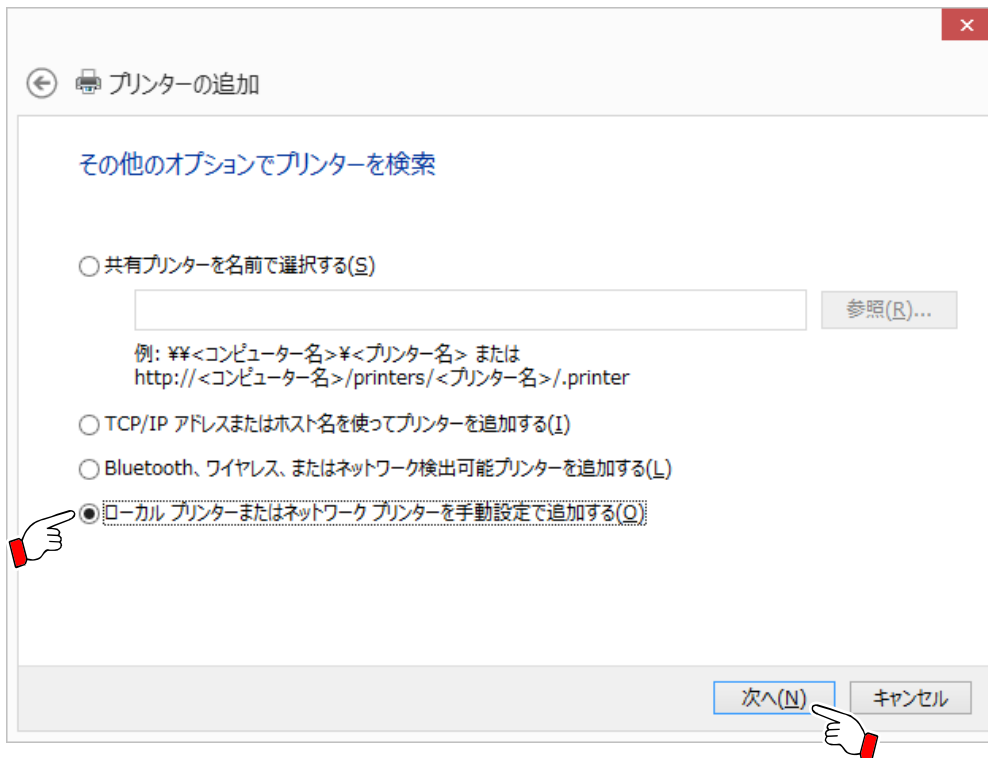 プリンターの追加
その他のオプションでプリンターを検索
共有プリンターを名前で選択する(S)
参照(R)...
例: ¥¥<コンピューター名>¥<プリンター名> または
http://<コンピューター名>/printers/<プリンター名>/.printer
TCP/IP アドレスまたはホスト名を使ってプリンターを追加する(I)
Bluetooth、ワイヤレス、またはネットワーク検出可能プリンターを追加する(L)
ローカル プリンターまたはネットワーク プリンターを手動設定で追加する(O)
次へ(N)
キャンセル